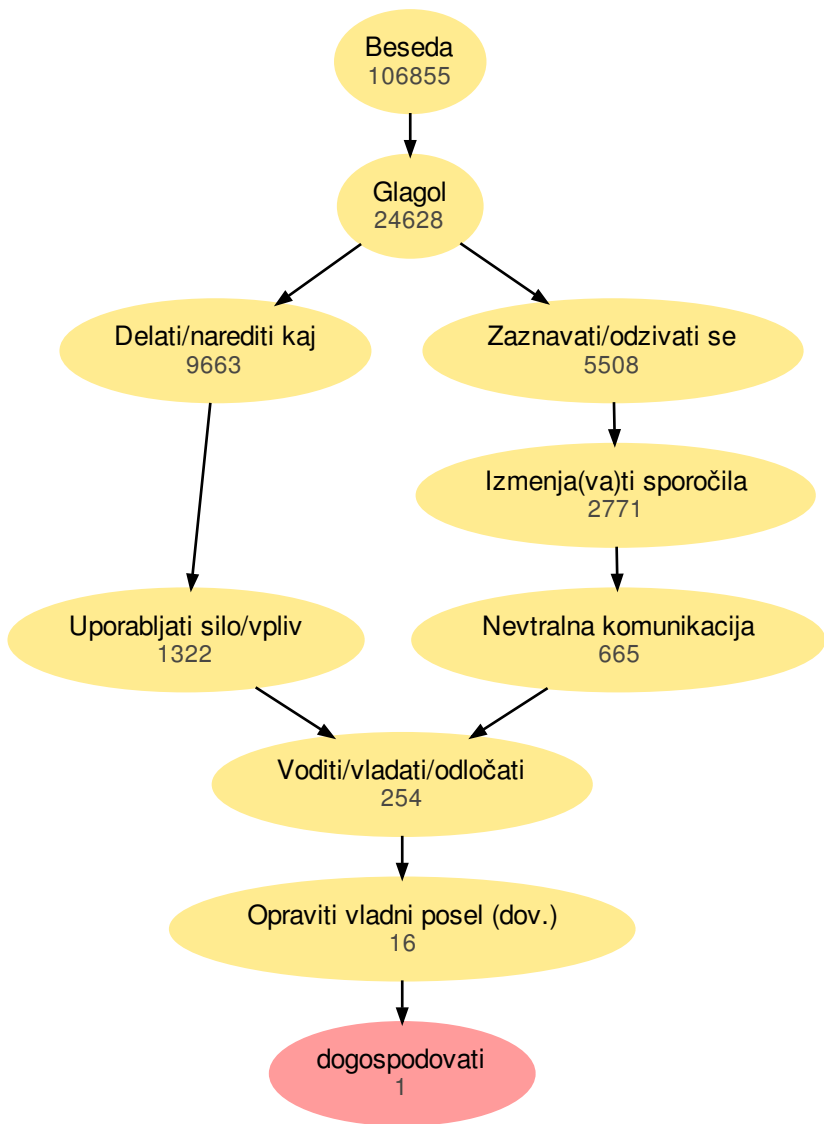 Beseda
106855
Glagol
24628
Delati/narediti kaj
9663
Zaznavati/odzivati se
5508
Izmenja(va)ti sporočila
2771
Uporabljati silo/vpliv
1322
Nevtralna komunikacija
665
Voditi/vladati/odločati
254
Opraviti vladni posel (dov.)
16
dogospodovati
1